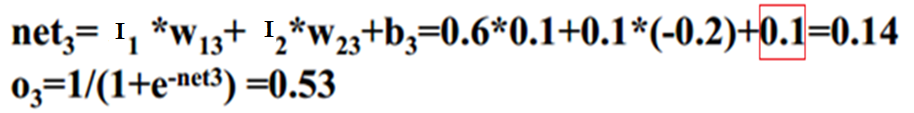 net₃= I₁ *w₁₃+ I₂*w₂₃+b₃=0.6*0.1+0.1*(-0.2)+0.1=0.14
o₃=1/(1+e⁻ⁿᵉᵗ³) =0.53